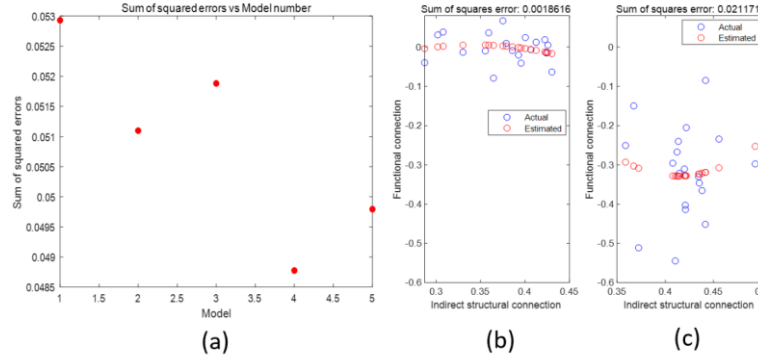 Sum of squared errors vs Model number
0.053
0.0525
0.052
0.0515
0.051
0.0505
0.05
0.0495
0.049
0.0485
Sum of squared errors
1
1.5
2
2.5
3
3.5
4
4.5
5
Model
(a)
Sum of squares error: 0.0018616
0
-0.1
-0.2
-0.3
-0.4
-0.5
-0.6
Functional connection
Actual
Estimated
0.3
0.35
0.4
0.45
Indirect structural connection
(b)
Sum of squares error: 0.021171
Actual
Estimated
0
-0.1
-0.2
-0.3
-0.4
-0.5
-0.6
Functional connection
0.35
0.4
0.45
Indirect structural connection
(c)